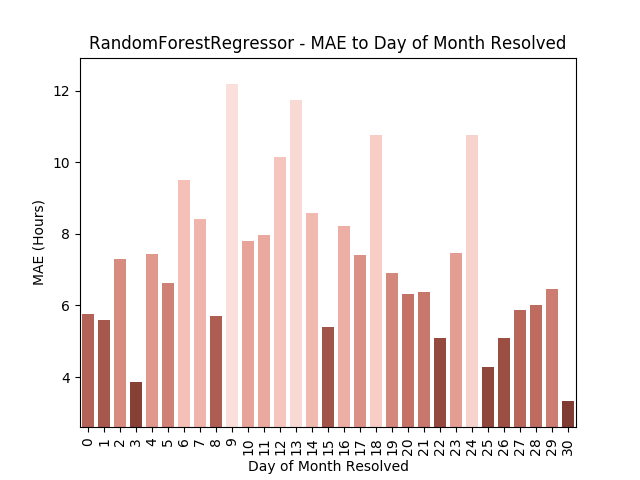 RandomForestRegressor - MAE to Day of Month Resolved
12
10
8
6
4
MAE (Hours)
0 1 2 3 4 5 6 7 8 9 10 11 12 13 14 15 16 17 18 19 20 21 22 23 24 25 26 27 28 29 30
Day of Month Resolved